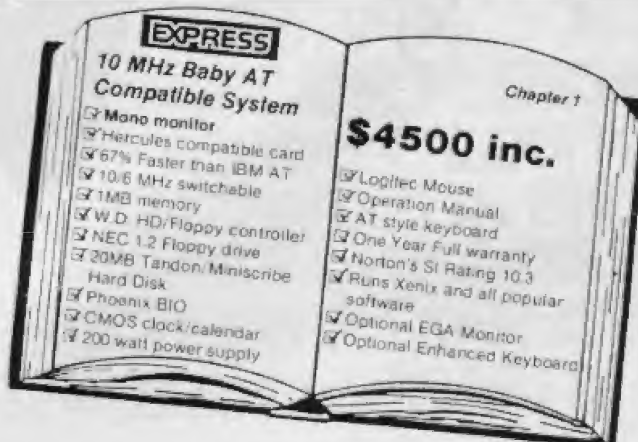 EXPRESS
10 MHz Baby AT
Compatible System
Mono monitor
Hercules compatible card
67% Faster than IBM AT
10/6 MHz switchable
1MB memory
W.D. HD/Floppy controller
NEC 1.2 Floppy drive
20MB Tandon/Miniscribe
Hard Disk
Phoenix BIO
CMOS clock/calendar
200 watt power supply
Chapter 1
$4500 inc.
Logitec Mouse
Operation Manual
AT style keyboard
One Year Full warranty
Norton's SI Rating 10.3
Runs Xenix and all popular
software
Optional EGA Monitor
Optional Enhanced Keyboard